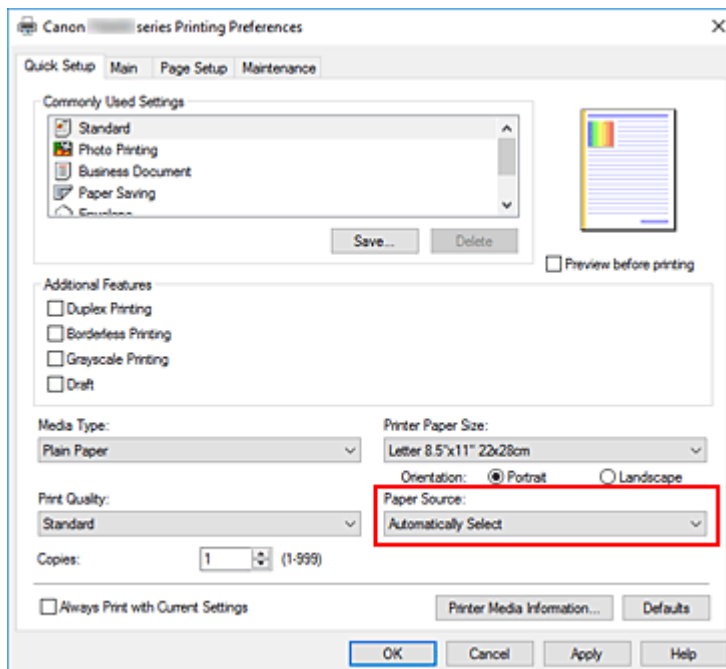 Canon series Printing Preferences
Quick Setup Main Page Setup Maintenance
Commonly Used Settings
Standard
Photo Printing
Business Document
Paper Saving
Envelope
Save... Delete
Preview before printing
Additional Features
Duplex Printing
Borderless Printing
Grayscale Printing
Draft
Media Type:
Plain Paper
Printer Paper Size:
Letter 8.5"x11" 22x28cm
Orientation: Portrait Landscape
Print Quality:
Standard
Paper Source:
Automatically Select
Copies: 1 (1-999)
Always Print with Current Settings
Printer Media Information... Defaults
OK Cancel Apply Help